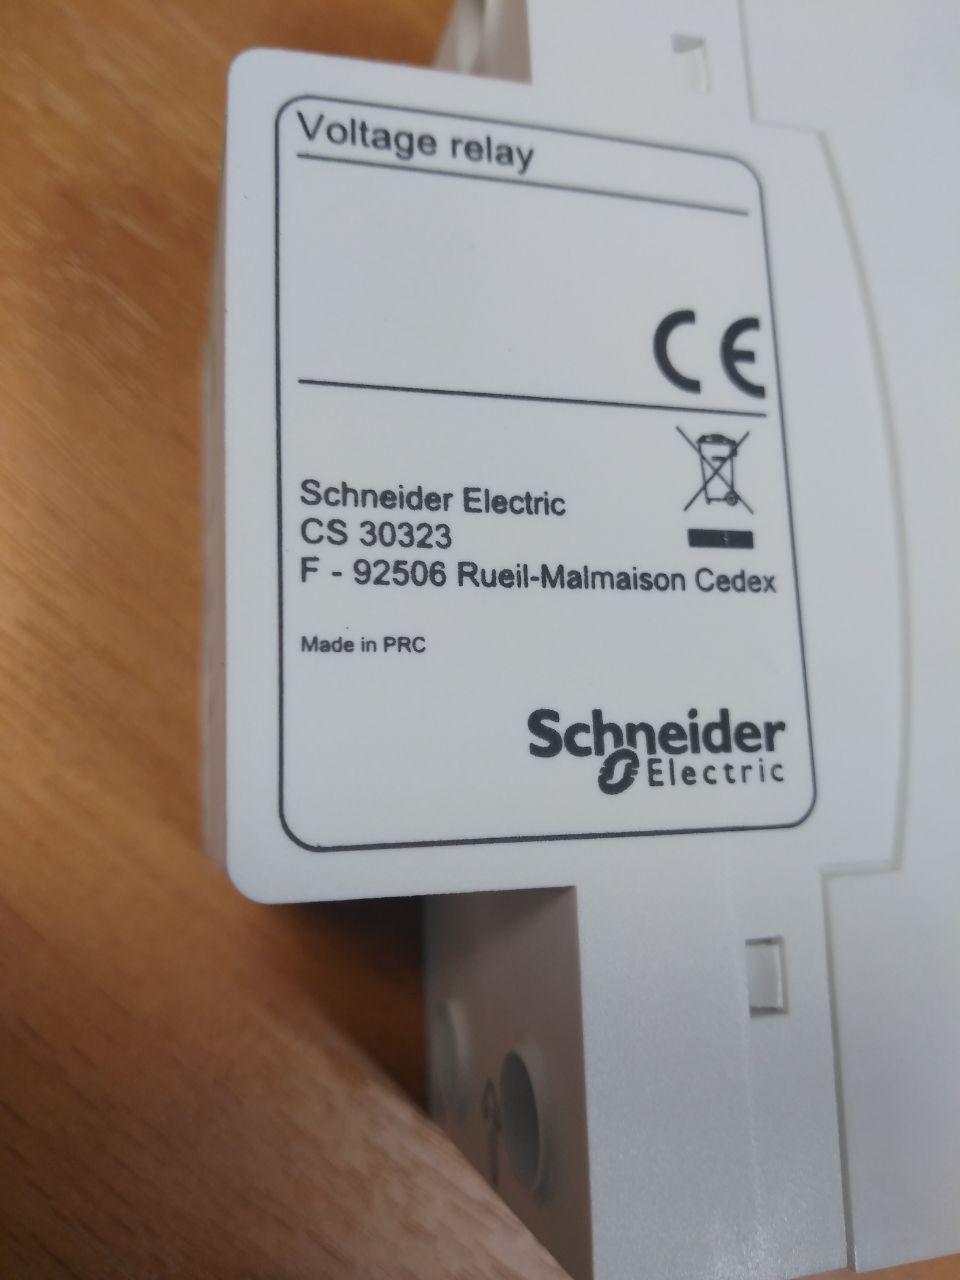 Voltage relay
CE
Schneider Electric
CS 30323
F - 92506 Rueil-Malmaison Cedex
Made in PRC
Schneider
Electric